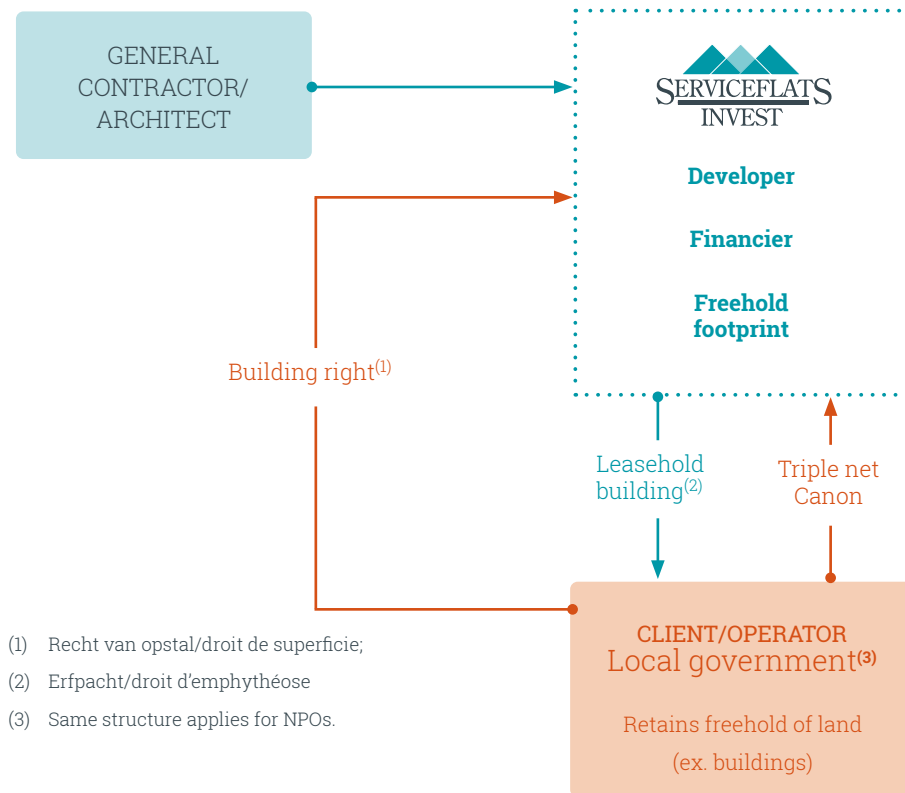 GENERAL
CONTRACTOR/
ARCHITECT
SERVICEFLATS
INVEST
Developer
Financier
Freehold
footprint
Building right(1)
Leasehold
building(2)
Triple net
Canon
CLIENT/OPERATOR
Local government(3)
Retains freehold of land
(ex. buildings)
(1) Recht van opstal/droit de superficie;
(2) Erfpacht/droit d'emphythéose
(3) Same structure applies for NPOs.